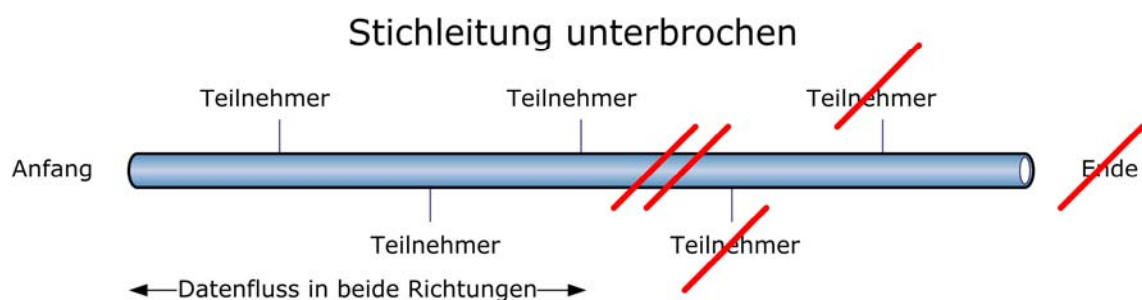 Stichleitung unterbrochen
Teilnehmer Teilnehmer Teilnehmer
Anfang Ende
Teilnehmer Teilnehmer
Datenfluss in beide Richtungen